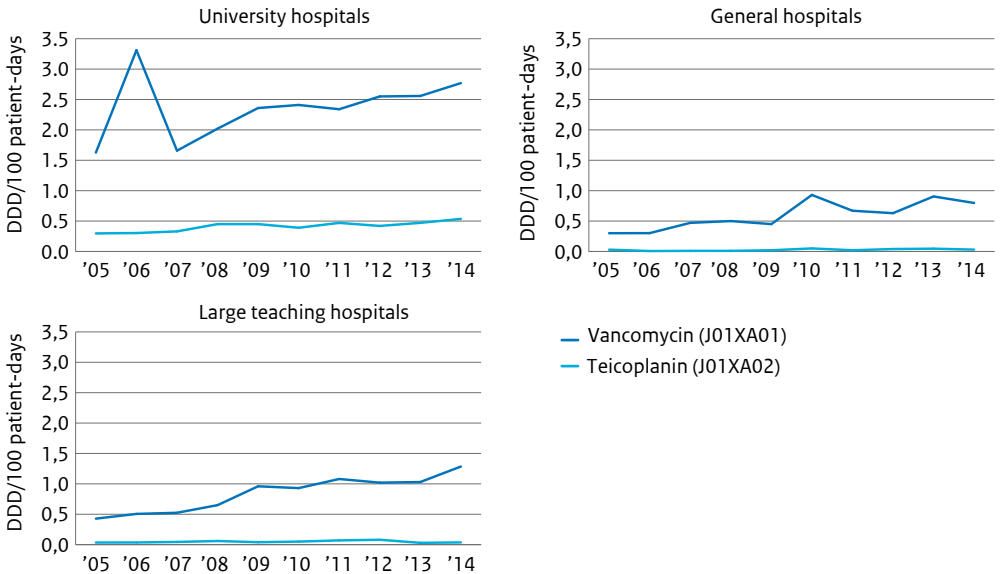 University hospitals
DDD/100 patient-days
3.5
3.0
2.5
2.0
1.5
1.0
0.5
0.0
’05 ’06 ’07 ’08 ’09 ’10 ’11 ’12 ’13 ’14
General hospitals
DDD/100 patient-days
3,5
3,0
2,5
2,0
1,5
1,0
0,5
0,0
’05 ’06 ’07 ’08 ’09 ’10 ’11 ’12 ’13 ’14
Large teaching hospitals
DDD/100 patient-days
3,5
3,0
2,5
2,0
1,5
1,0
0,5
0,0
’05 ’06 ’07 ’08 ’09 ’10 ’11 ’12 ’13 ’14
Vancomycin (J01XA01)
Teicoplanin (J01XA02)